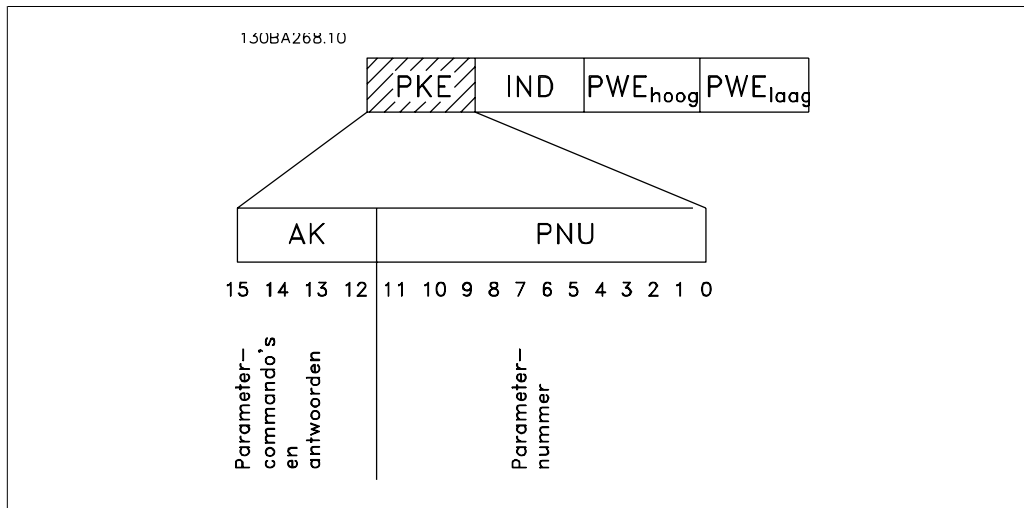 130BA268.10
PKE IND PWEhoog PWElaag
AK PNU
15 14 13 12 11 10 9 8 7 6 5 4 3 2 1 0
Parameter–
commando's
en
antwoorden
Parameter–
nummer